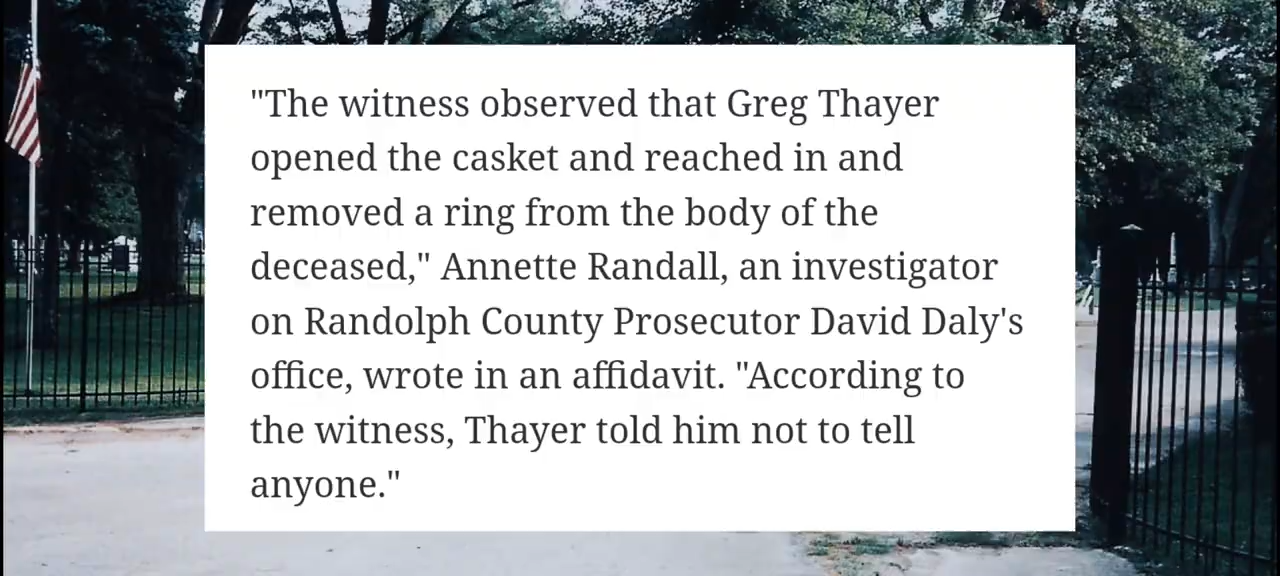 "The witness observed that Greg Thayer
opened the casket and reached in and
removed a ring from the body of the
deceased," Annette Randall, an investigator
on Randolph County Prosecutor David Daly's
office, wrote in an affidavit. "According to
the witness, Thayer told him not to tell
anyone."